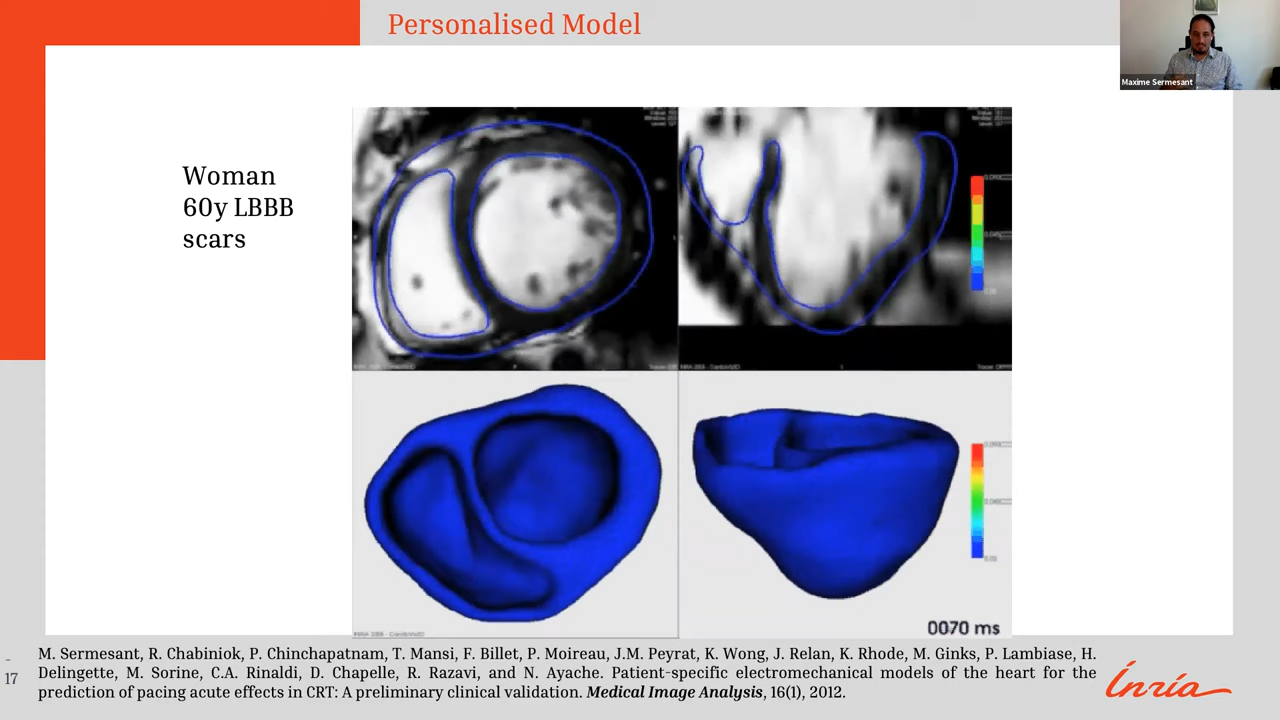 Personalised Model
Maxime Sermesant
Woman
60y LBBB
scars
0070 ms
M. Sermesant, R. Chabiniok, P. Chinchapatnam, T. Mansi, F. Billet, P. Moireau, J.M. Peyrat, K. Wong, J. Relan, K. Rhode, M. Ginks, P. Lambiase, H.
Delingette, M. Sorine, C.A. Rinaldi, D. Chapelle, R. Razavi, and N. Ayache. Patient-specific electromechanical models of the heart for the
prediction of pacing acute effects in CRT: A preliminary clinical validation. Medical Image Analysis, 16(1), 2012.
17
Inria